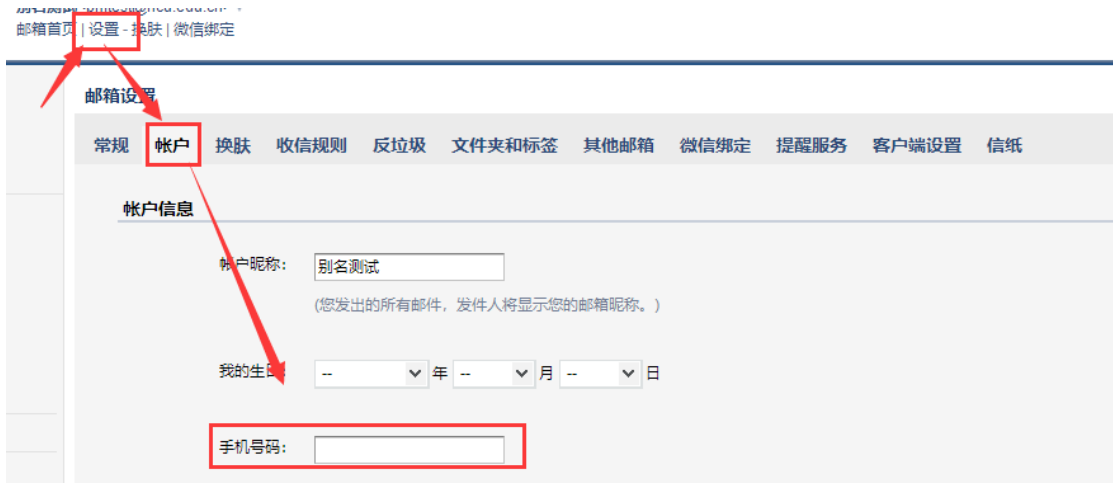 邮箱首页 | 设置 - 换肤 | 微信绑定
邮箱设置
常规 帐户 换肤 收信规则 反垃圾 文件夹和标签 其他邮箱 微信绑定 提醒服务 客户端设置 信纸
帐户信息
帐户昵称: 别名测试
(您发出的所有邮件，发件人将显示您的邮箱昵称。)
我的生日: -- 年 -- 月 -- 日
手机号码: